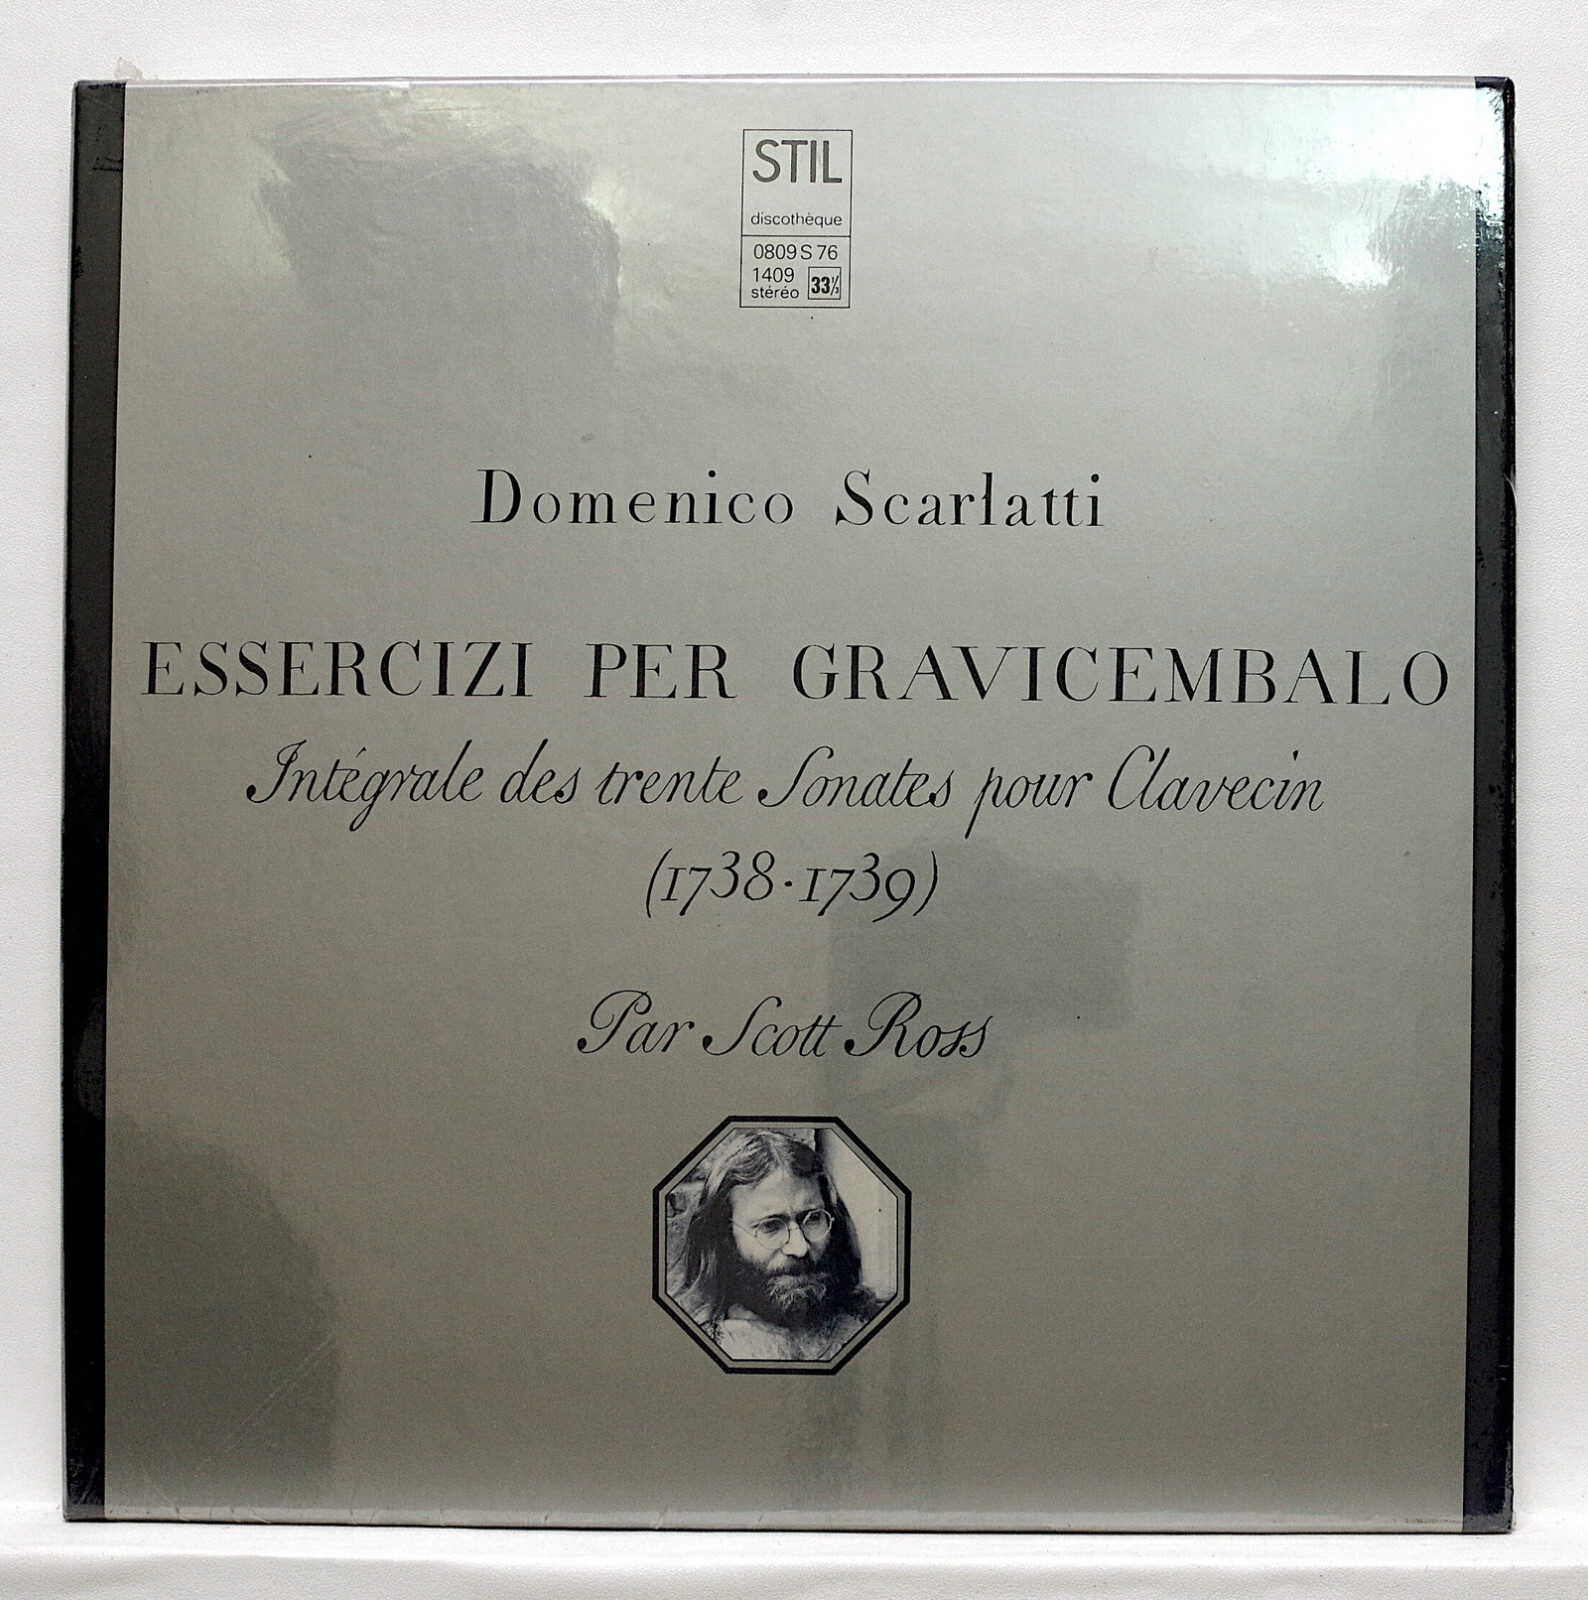 STIL
discothèque
0809 S 76
1409
stéréo 33⅓
Domenico Scarlatti
ESSERCIZI PER GRAVICEMBALO
Intégrale des trente Sonates pour Clavecin
(1738·1739)
Par Scott Ross